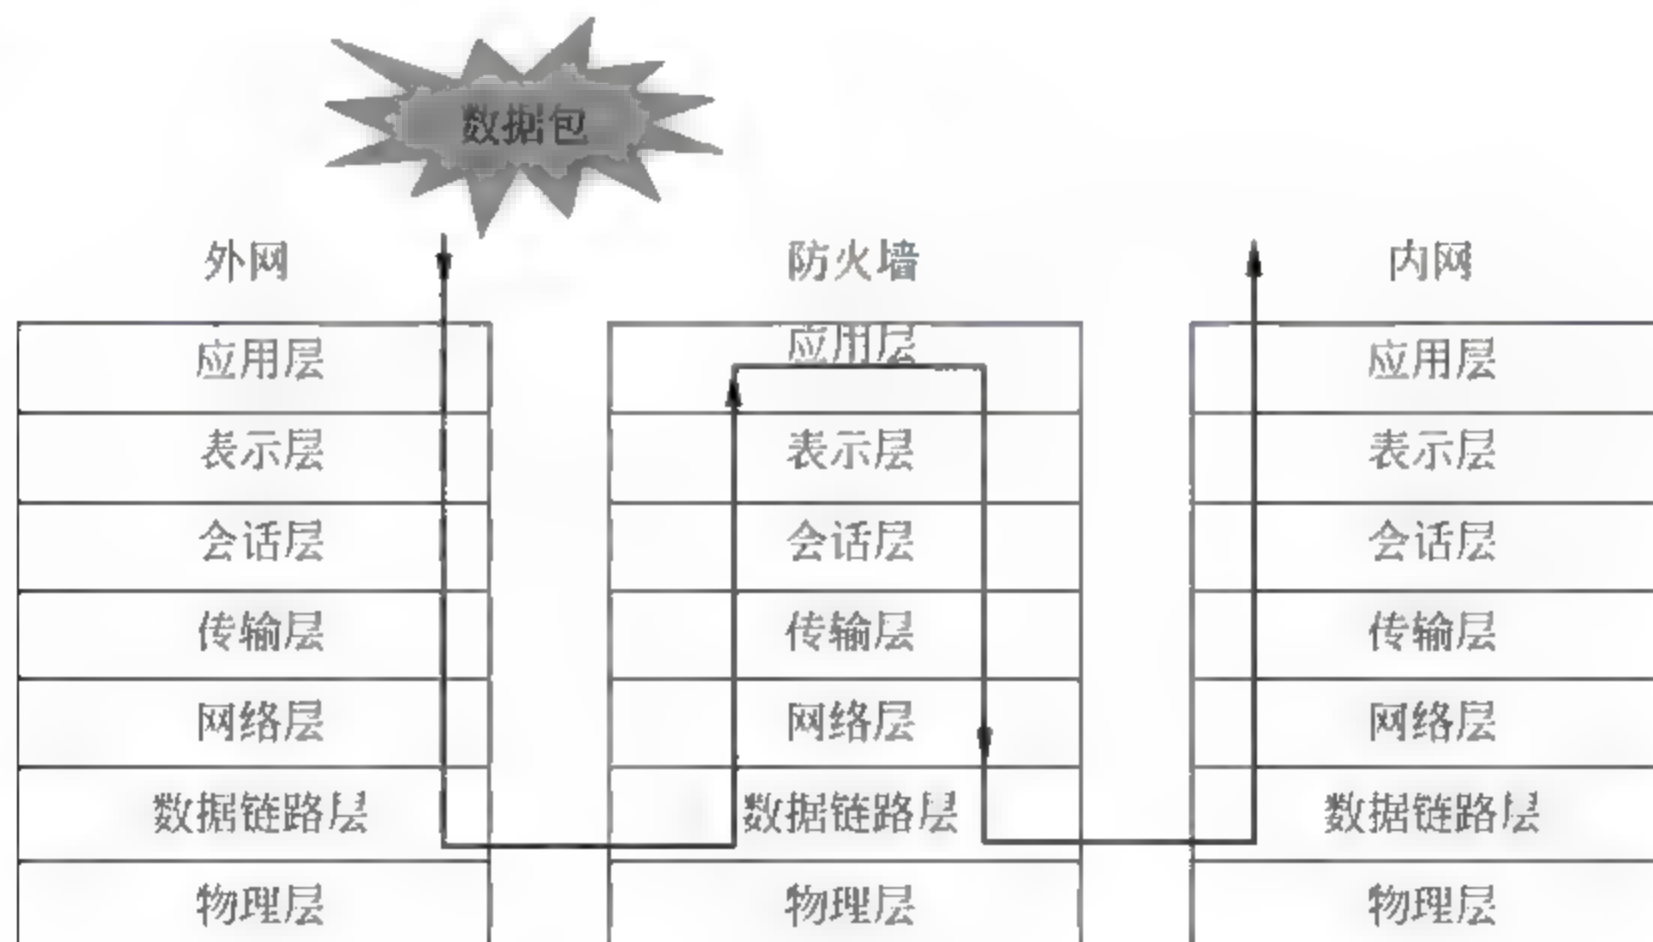 数据包
外网 防火墙 内网
应用层 应用层 应用层
表示层 表示层 表示层
会话层 会话层 会话层
传输层 传输层 传输层
网络层 网络层 网络层
数据链路层 数据链路层 数据链路层
物理层 物理层 物理层